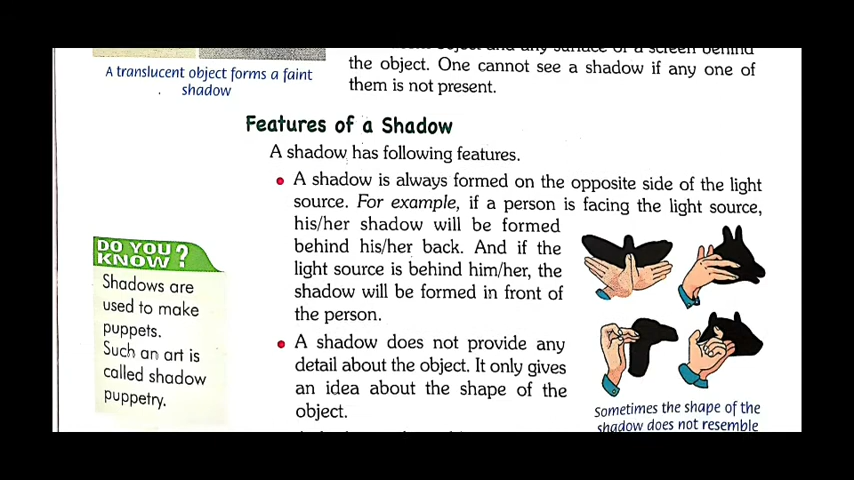 the object. One cannot see a shadow if any one of
them is not present.
A translucent object forms a faint
shadow
Features of a Shadow
A shadow has following features.
• A shadow is always formed on the opposite side of the light
source. For example, if a person is facing the light source,
his/her shadow will be formed
behind his/her back. And if the
light source is behind him/her, the
shadow will be formed in front of
the person.
• A shadow does not provide any
detail about the object. It only gives
an idea about the shape of the
object.
DO YOU
KNOW?
Shadows are
used to make
puppets.
Such an art is
called shadow
puppetry.
Sometimes the shape of the
shadow does not resemble